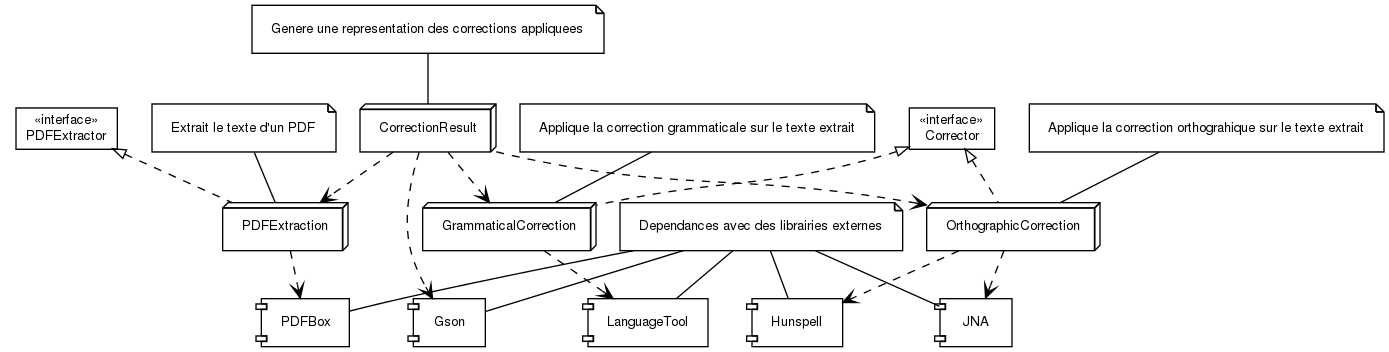 Genere une representation des corrections appliquees
«interface»
PDFExtractor
Extrait le texte d'un PDF
CorrectionResult
Applique la correction grammaticale sur le texte extrait
«interface»
Corrector
Applique la correction orthograhique sur le texte extrait
PDFExtraction
GrammaticalCorrection
Dependances avec des librairies externes
OrthographicCorrection
PDFBox
Gson
LanguageTool
Hunspell
JNA